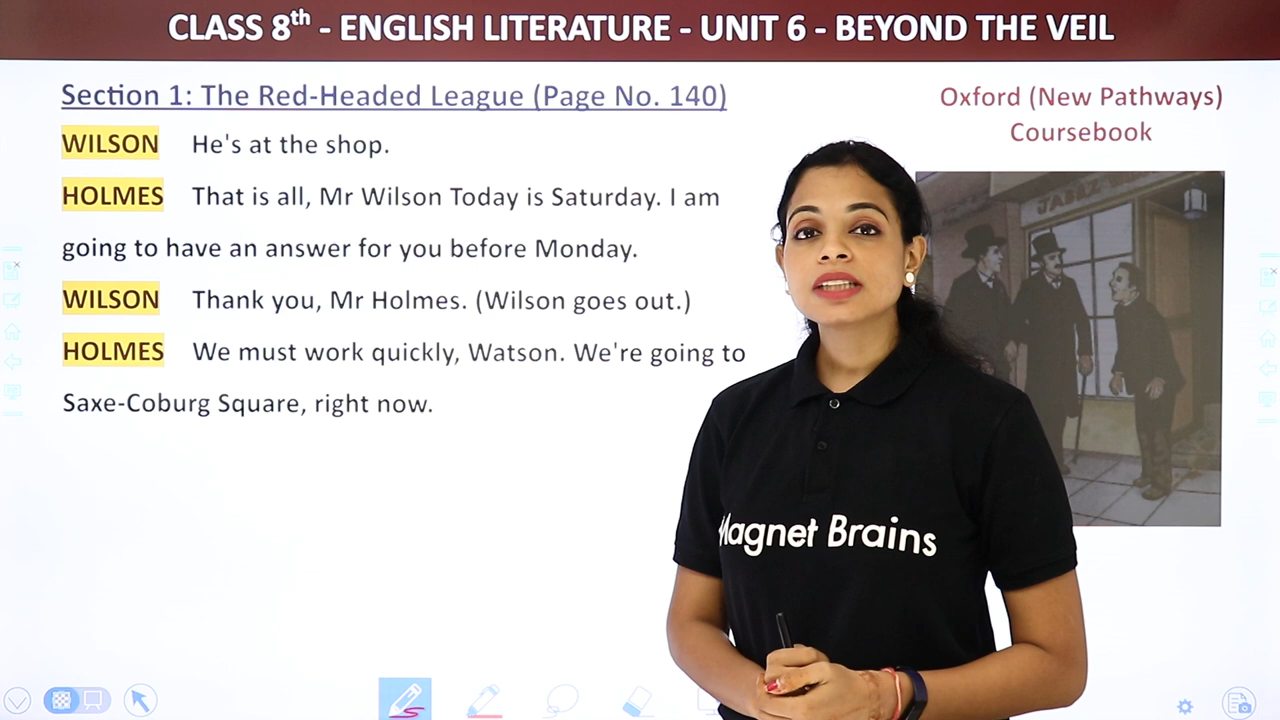 CLASS 8th - ENGLISH LITERATURE - UNIT 6 - BEYOND THE VEIL
Section 1: The Red-Headed League (Page No. 140)
Oxford (New Pathways)
Coursebook
WILSON He's at the shop.
HOLMES That is all, Mr Wilson Today is Saturday. I am
going to have an answer for you before Monday.
WILSON Thank you, Mr Holmes. (Wilson goes out.)
HOLMES We must work quickly, Watson. We're going to
Saxe-Coburg Square, right now.
JABEZ
Magnet Brains